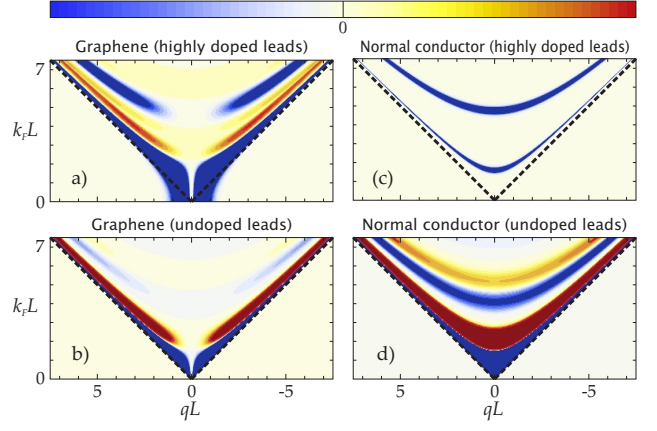 0
Graphene (highly doped leads)
Normal conductor (highly doped leads)
7
k_F L
0
a)
(c)
Graphene (undoped leads)
Normal conductor (undoped leads)
7
k_F L
0
b)
d)
5 0 -5
5 0 -5
qL
qL